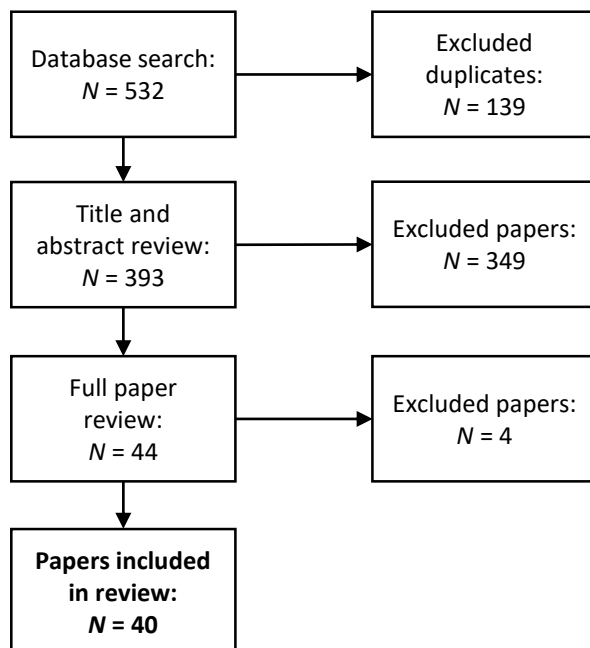 Database search:
N = 532
Excluded
duplicates:
N = 139
Title and
abstract review:
N = 393
Excluded papers:
N = 349
Full paper
review:
N = 44
Excluded papers:
N = 4
Papers included
in review:
N = 40